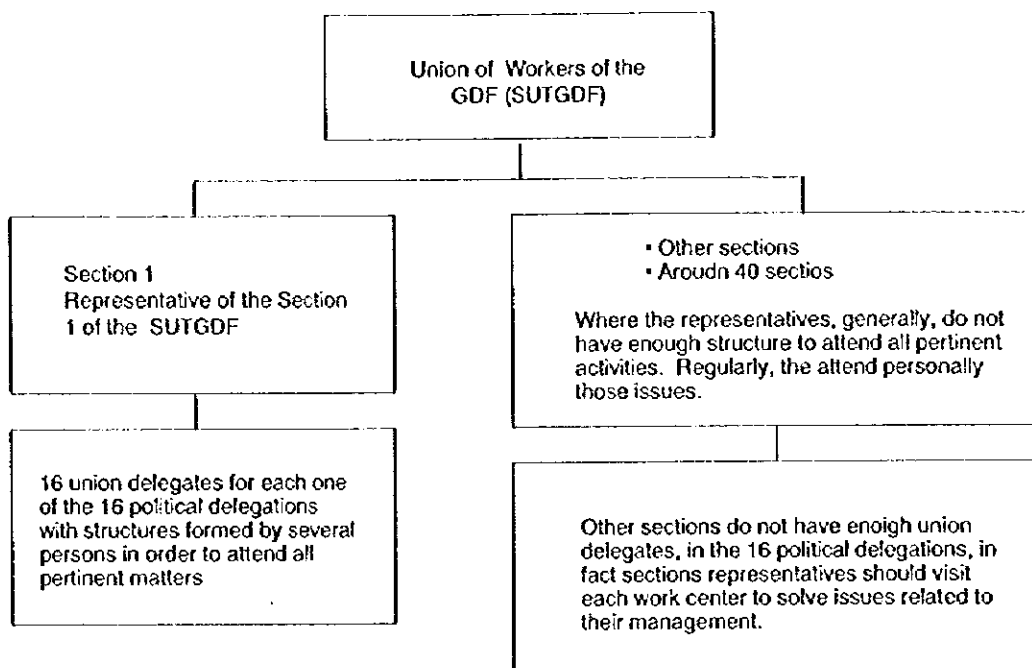 Union of Workers of the
GDF (SUTGDF)
Section 1
Representative of the Section
1 of the SUTGDF
▪ Other sections
▪ Aroudn 40 sectios
Where the representatives, generally, do not
have enough structure to attend all pertinent
activities. Regularly, the attend personally
those issues.
16 union delegates for each one
of the 16 political delegations
with structures formed by several
persons in order to attend all
pertinent matters
Other sections do not have enoigh union
delegates, in the 16 political delegations, in
fact sections representatives should visit
each work center to solve issues related to
their management.